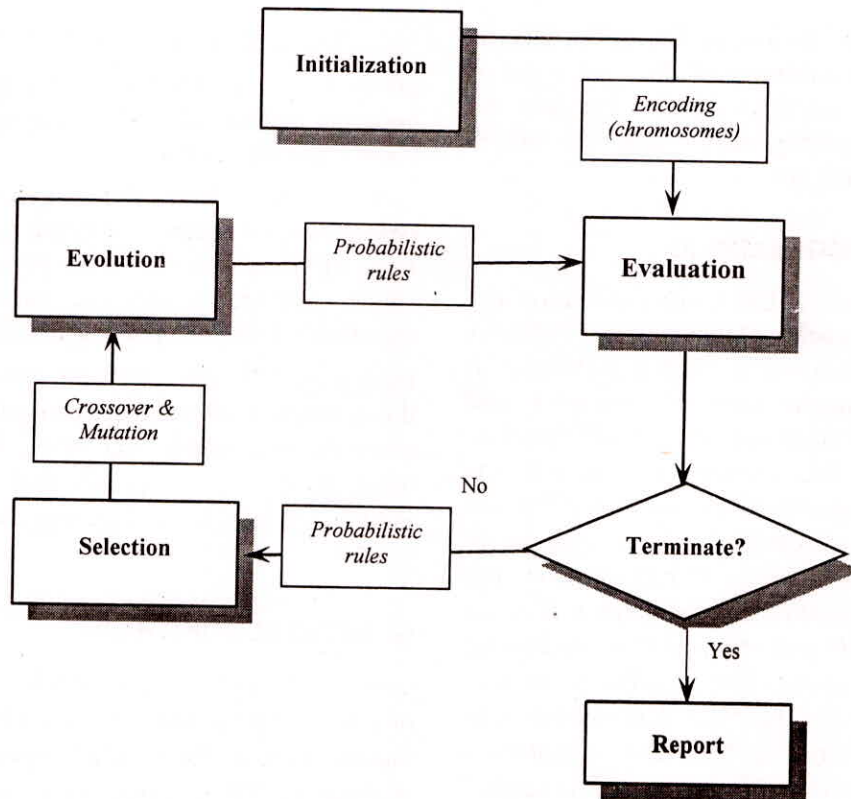 Initialization
Encoding
(chromosomes)
Evolution
Probabilistic
rules
Evaluation
Crossover &
Mutation
No
Selection
Probabilistic
rules
Terminate?
Yes
Report